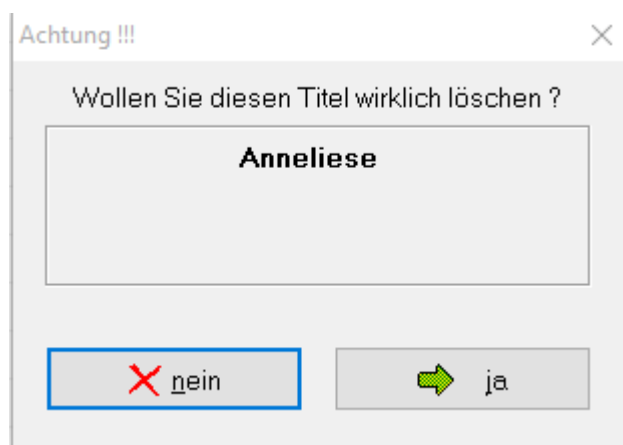 Achtung !!!
Wollen Sie diesen Titel wirklich löschen ?
Anneliese
nein
ja